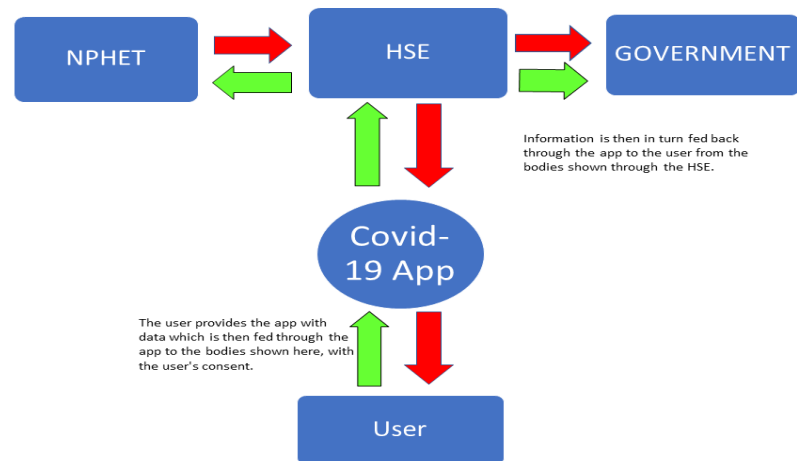 NPHET
HSE
GOVERNMENT
Information is then in turn fed back
through the app to the user from the
bodies shown through the HSE.
Covid-
19 App
The user provides the app with
data which is then fed through the
app to the bodies shown here, with
the user's consent.
User